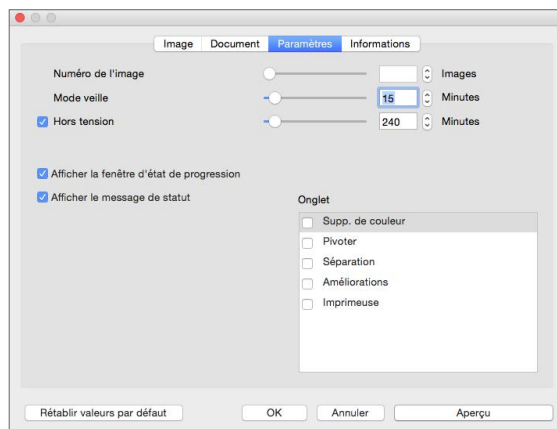 Image Document Paramètres Informations
Numéro de l'image Images
Mode veille 15 Minutes
Hors tension 240 Minutes
Afficher la fenêtre d'état de progression
Afficher le message de statut
Onglet
Supp. de couleur
Pivoter
Séparation
Améliorations
Imprimeuse
Rétablir valeurs par défaut OK Annuler Aperçu